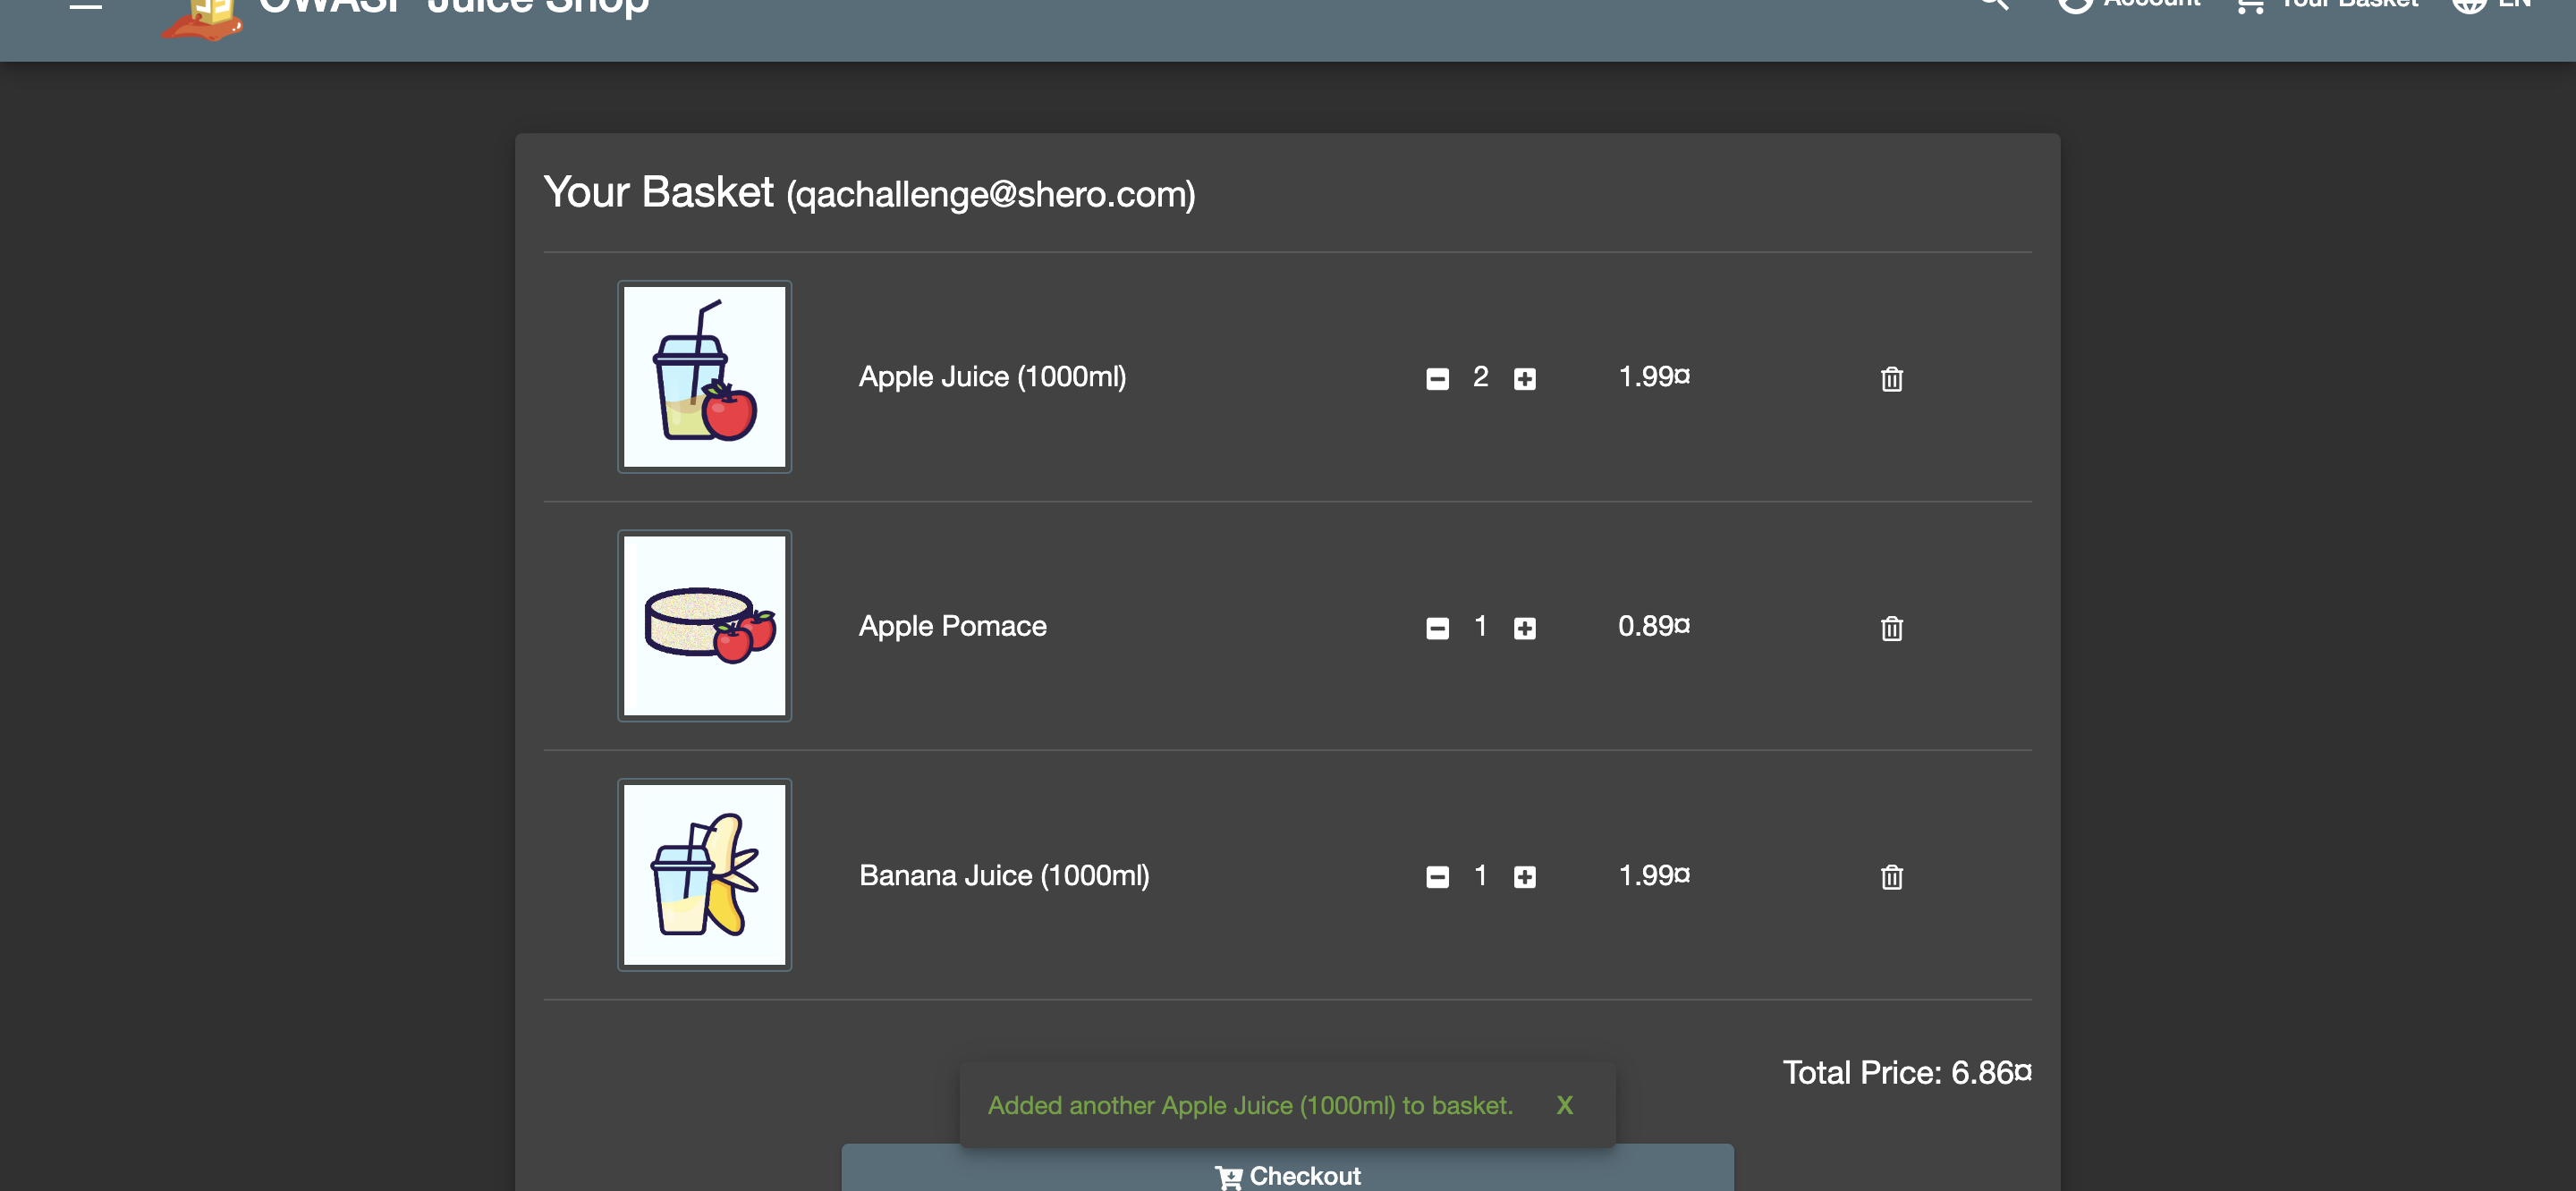 OWASP Juice Shop
Account
Your Basket
EN
Your Basket (qachallenge@shero.com)
Apple Juice (1000ml) 2 1.99¤
Apple Pomace 1 0.89¤
Banana Juice (1000ml) 1 1.99¤
Total Price: 6.86¤
Added another Apple Juice (1000ml) to basket. X
Checkout